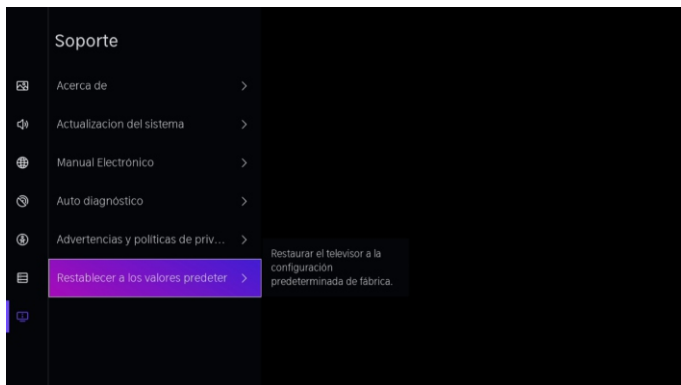 Soporte
Acerca de
Actualizacion del sistema
Manual Electrónico
Auto diagnóstico
Advertencias y políticas de priv...
Restablecer a los valores predeter
Restaurar el televisor a la
configuración
predeterminada de fábrica.